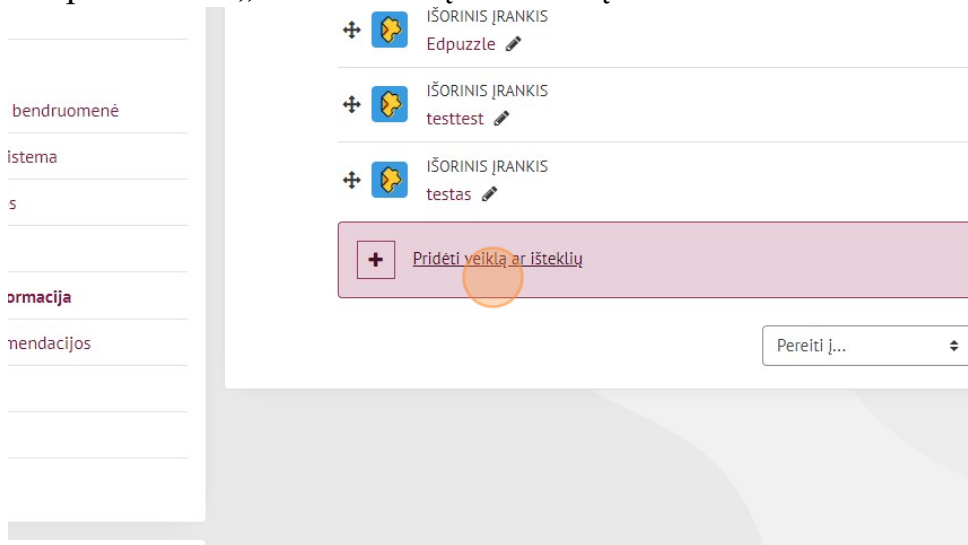 IŠORINIS ĮRANKIS
Edpuzzle
bendruomenė
IŠORINIS ĮRANKIS
testtest
istema
IŠORINIS ĮRANKIS
testas
s
Pridėti veiklą ar išteklių
ormacija
mendacijos
Pereiti į...